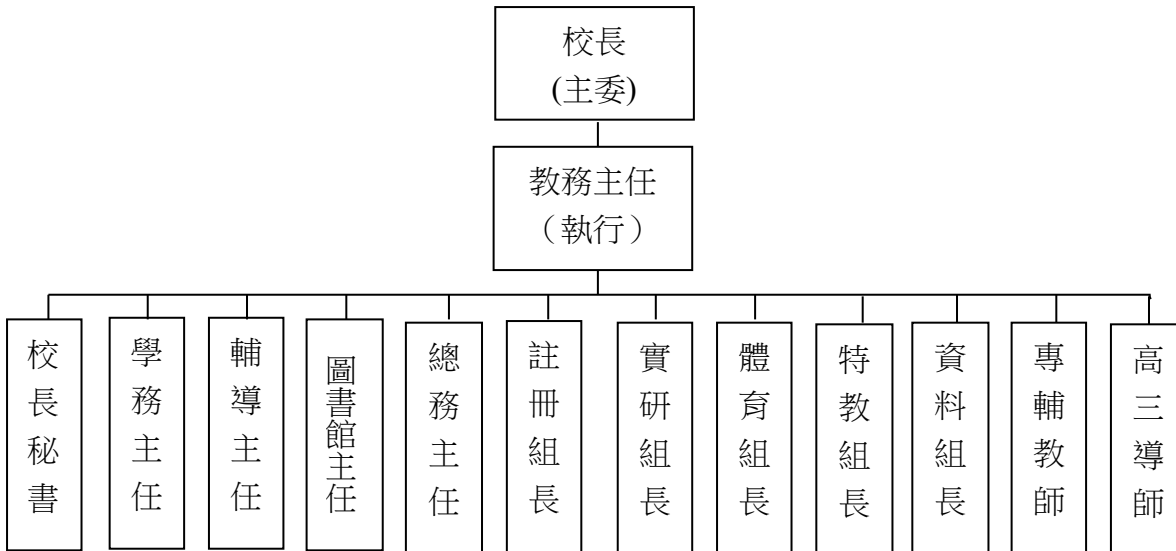 校長
(主委)
教務主任
（執行）
校長秘書
學務主任
輔導主任
圖書館主任
總務主任
註冊組長
實研組長
體育組長
特教組長
資料組長
專輔教師
高三導師